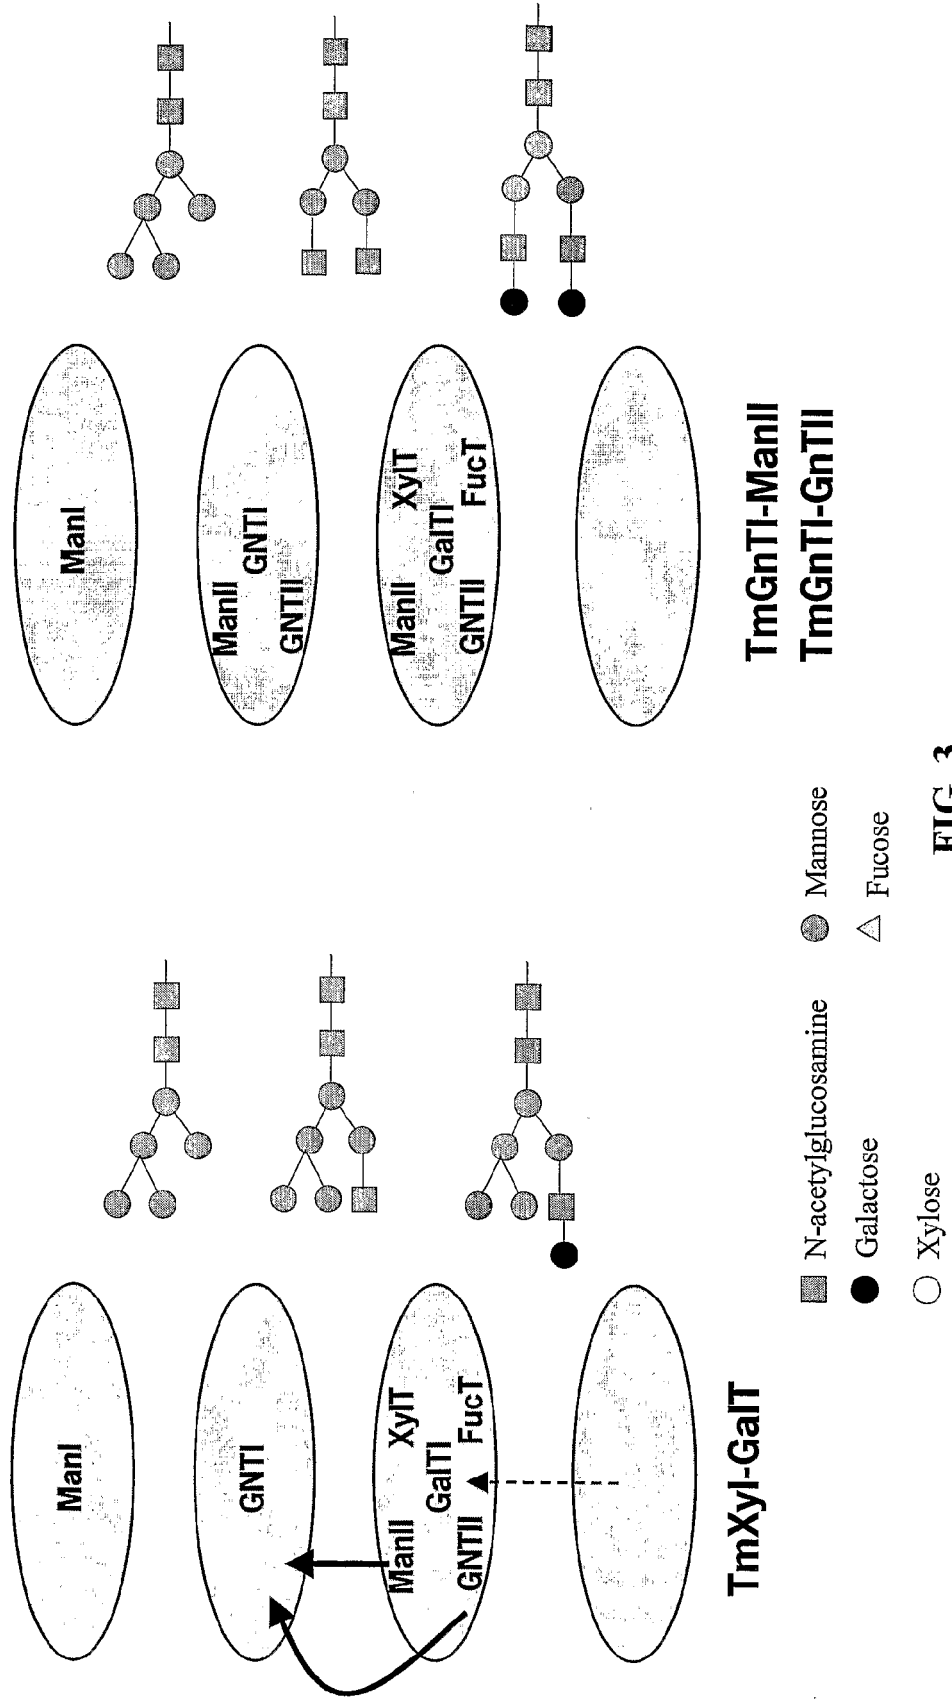 ManI
GNTI
ManII
XylT
GalTI
GNTII
FucT
TmXyl-GalT
ManI
ManII
GNTI
GNTII
ManII
XylT
GalTI
GNTII
FucT
TmGnTI-ManII
TmGnTI-GnTII
N-acetylglucosamine
Mannose
Galactose
Fucose
Xylose
FIG. 3